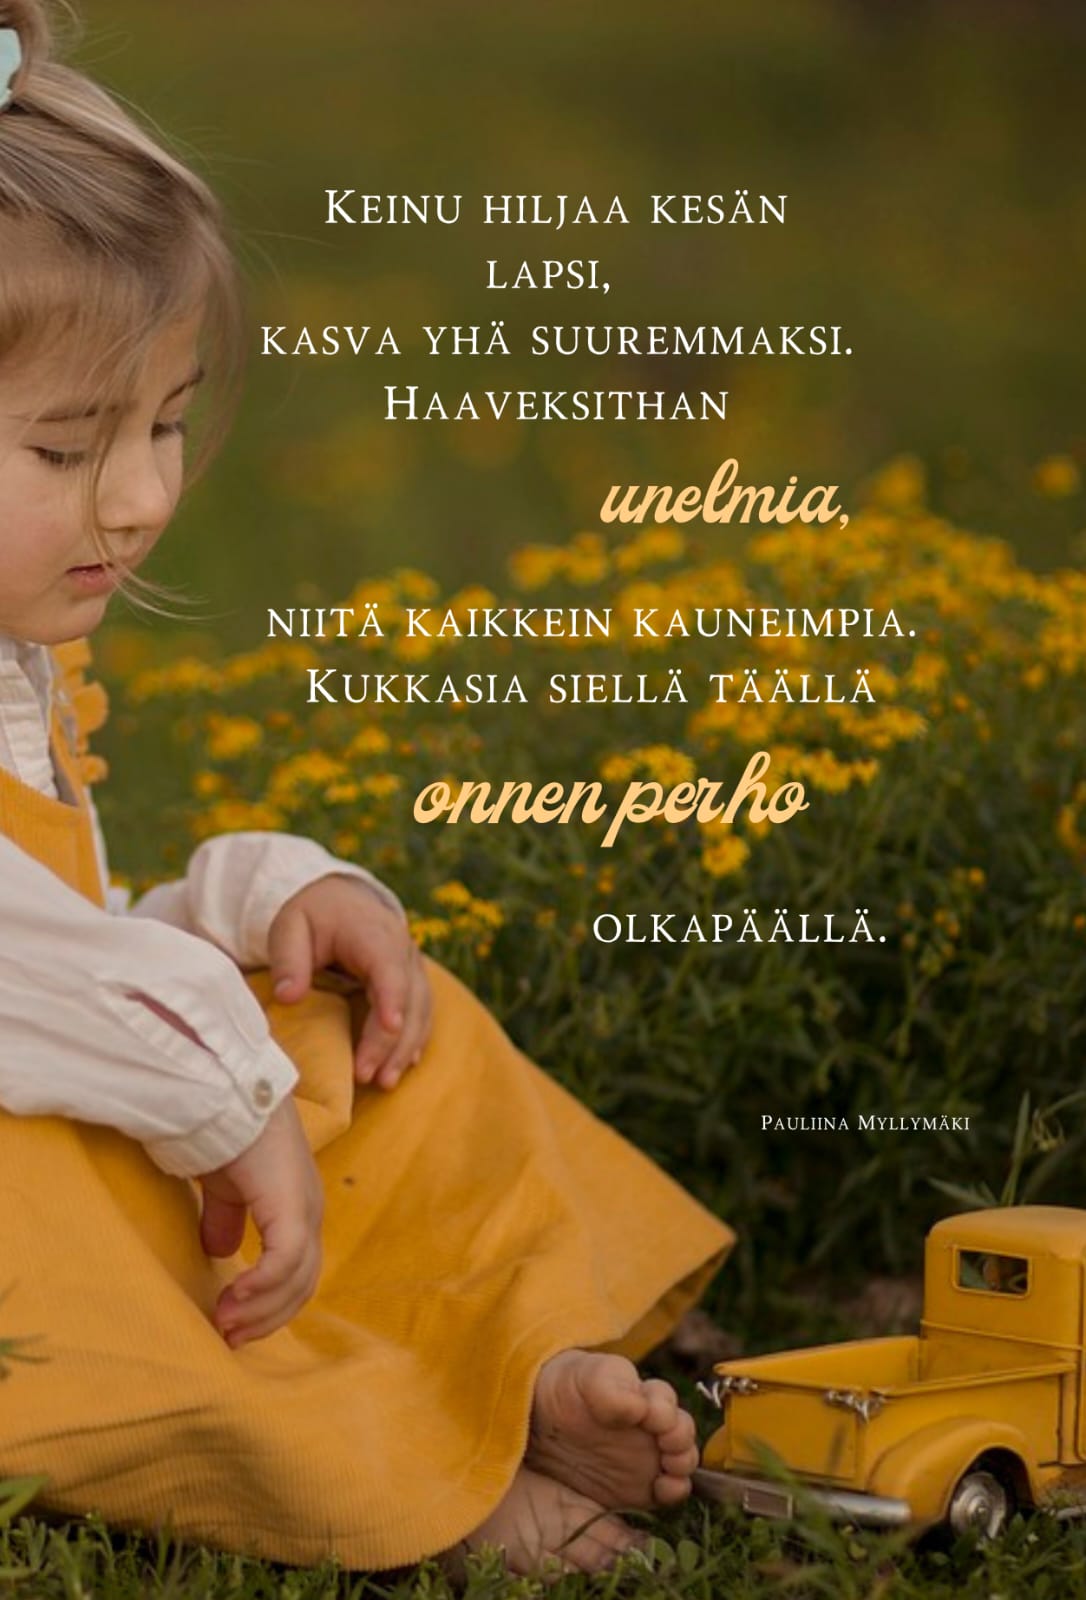 Keinu hiljaa kesän
lapsi,
kasva yhä suuremmaksi.
Haaveksithan
unelmia,
niitä kaikkein kauneimpia.
Kukkasia siellä täällä
onnen perho
olkapäällä.
Pauliina Myllymäki